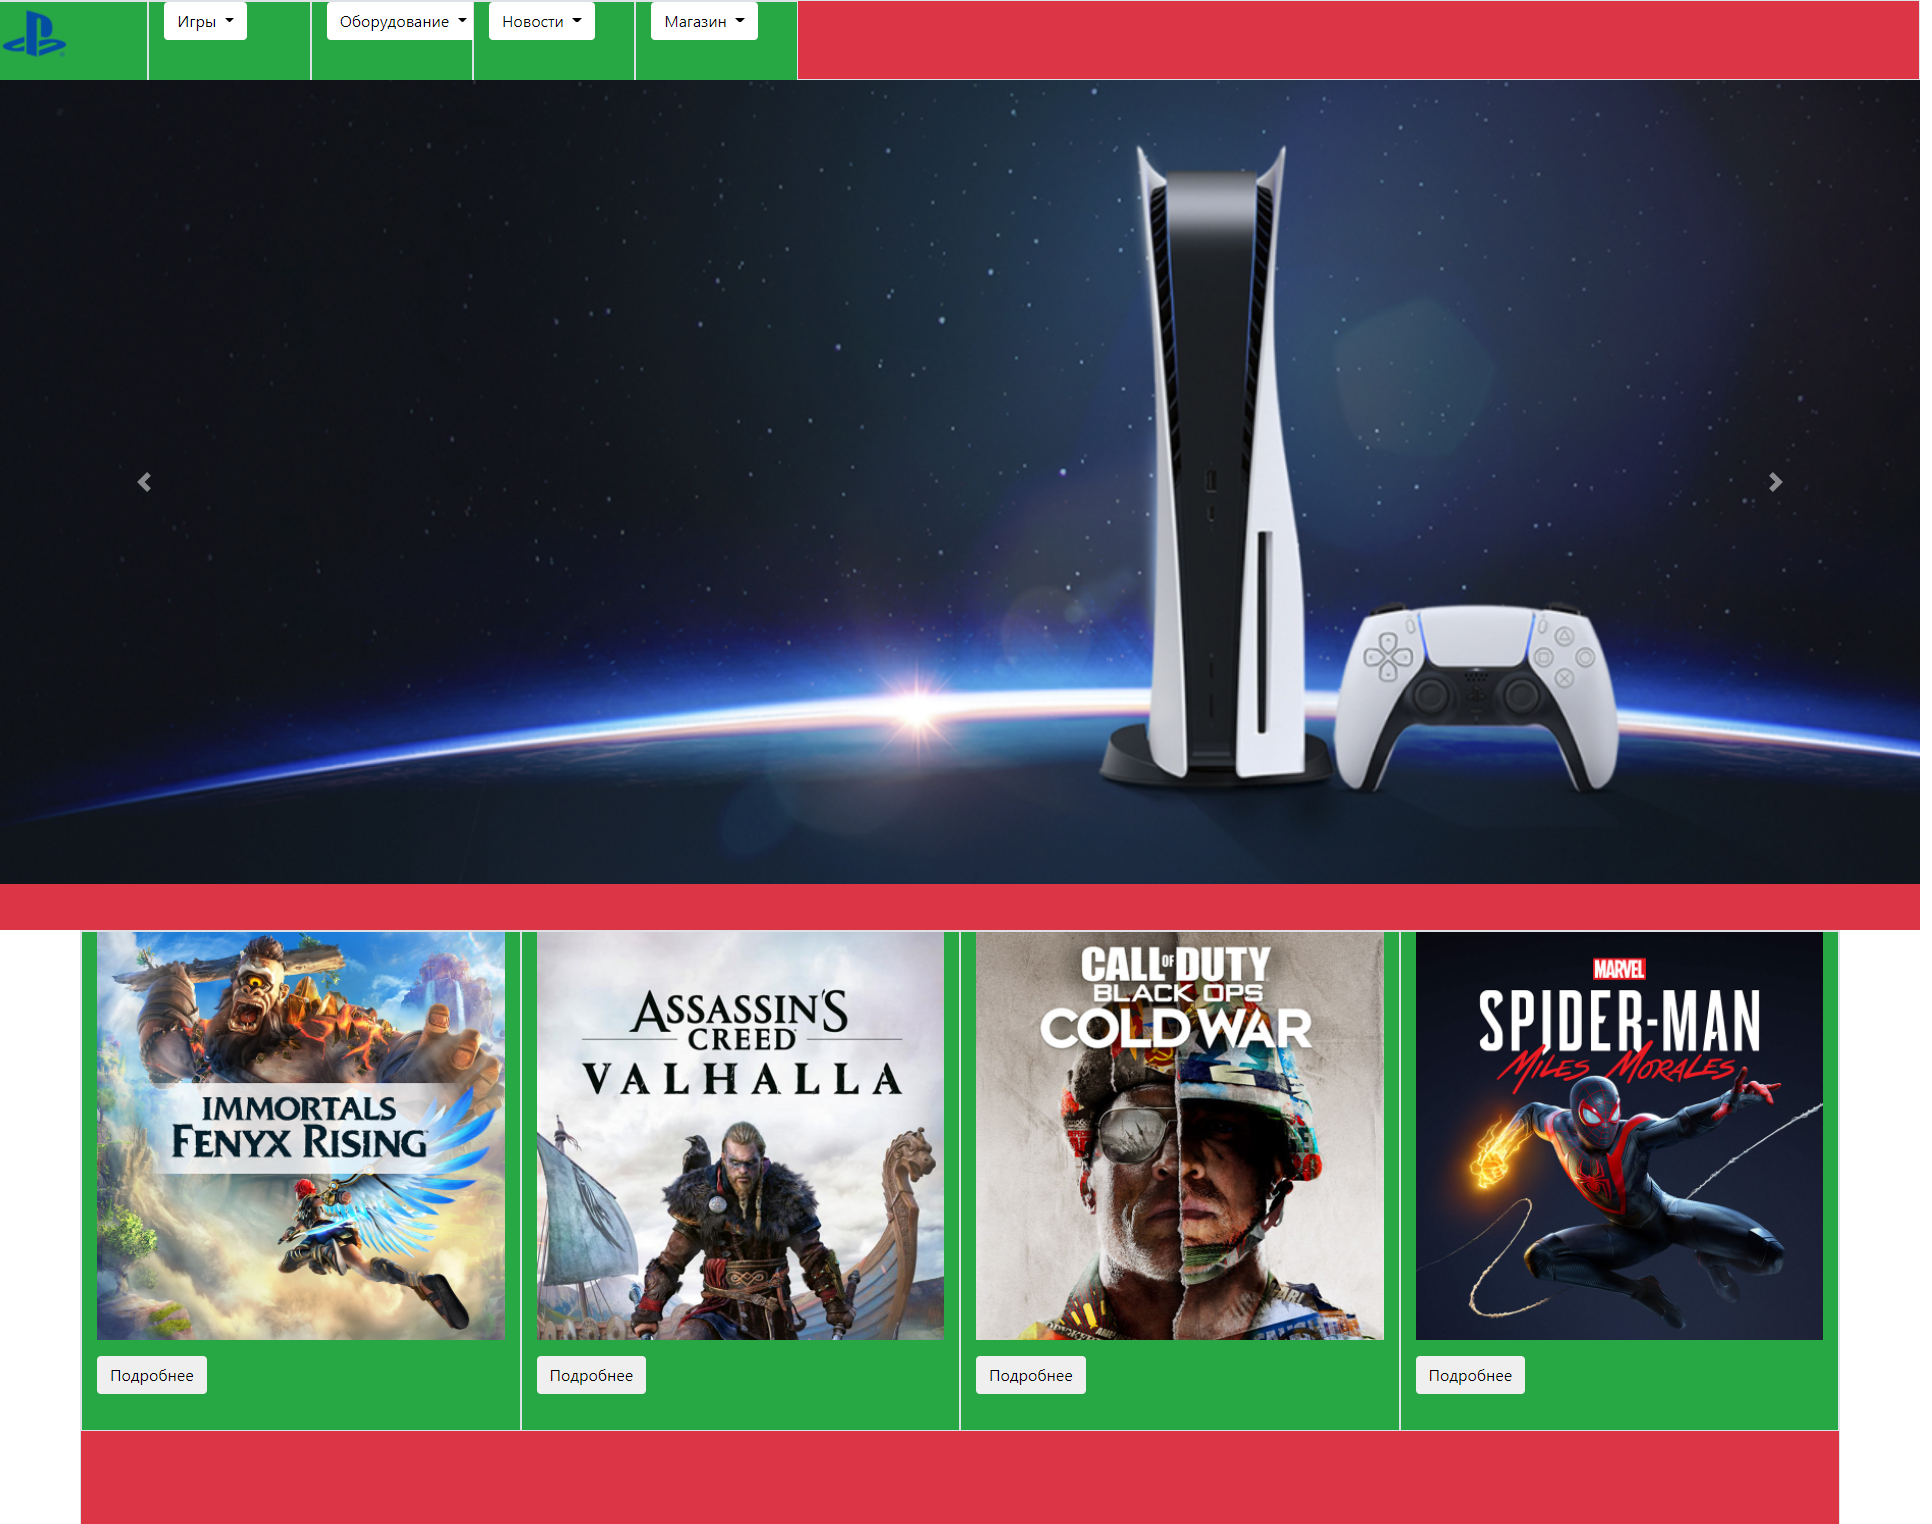 Игры
Оборудование
Новости
Магазин
IMMORTALS
FENYX RISING
ASSASSIN'S
CREED
VALHALLA
CALL OF DUTY
BLACK OPS
COLD WAR
MARVEL
SPIDER-MAN
MILES MORALES
Подробнее
Подробнее
Подробнее
Подробнее